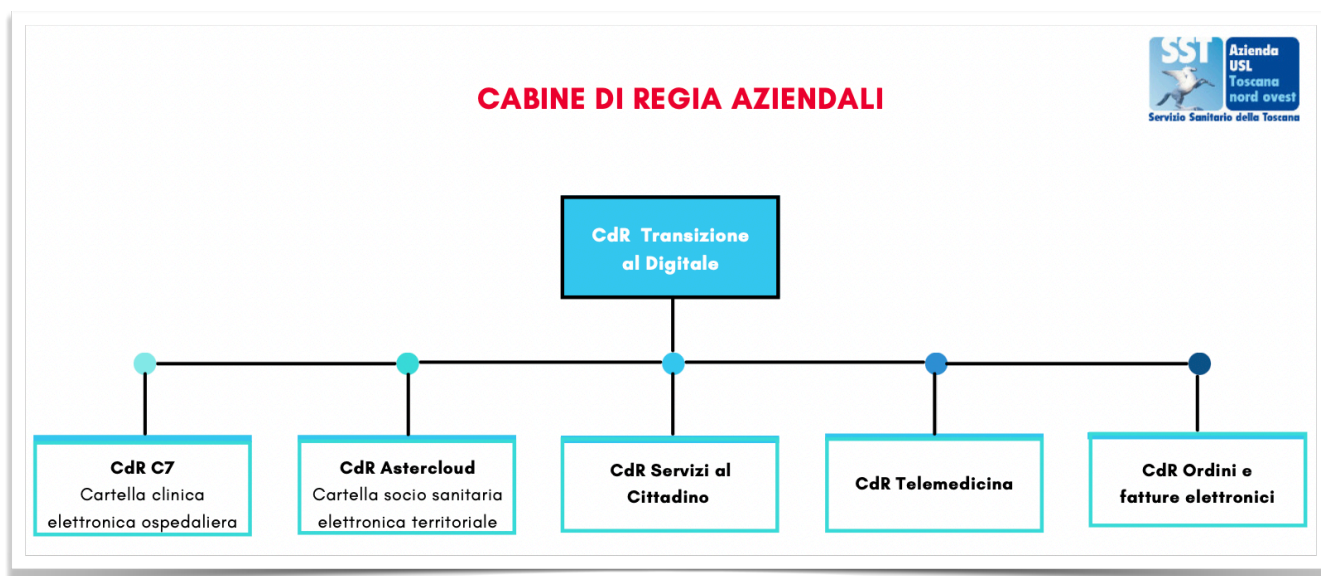 SST
Azienda
USL
Toscana
nord ovest
Servizio Sanitario della Toscana
CABINE DI REGIA AZIENDALI
CdR Transizione
al Digitale
CdR C7
Cartella clinica
elettronica ospedaliera
CdR Astercloud
Cartella socio sanitaria
elettronica territoriale
CdR Servizi al
Cittadino
CdR Telemedicina
CdR Ordini e
fatture elettronici